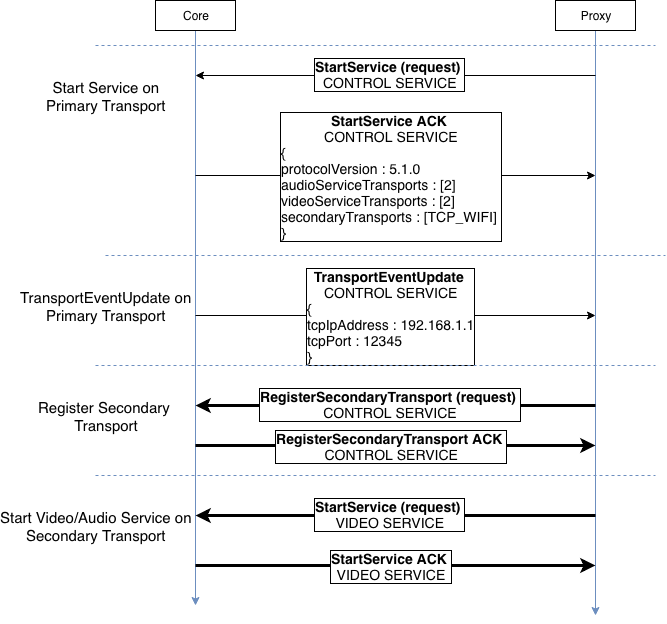 Core
Proxy
Start Service on
Primary Transport
StartService (request)
CONTROL SERVICE
StartService ACK
CONTROL SERVICE
{
protocolVersion : 5.1.0
audioServiceTransports : [2]
videoServiceTransports : [2]
secondaryTransports : [TCP_WIFI]
}
TransportEventUpdate on
Primary Transport
TransportEventUpdate
CONTROL SERVICE
{
tcpIpAddress : 192.168.1.1
tcpPort : 12345
}
Register Secondary
Transport
RegisterSecondaryTransport (request)
CONTROL SERVICE
RegisterSecondaryTransport ACK
CONTROL SERVICE
Start Video/Audio Service on
Secondary Transport
StartService (request)
VIDEO SERVICE
StartService ACK
VIDEO SERVICE